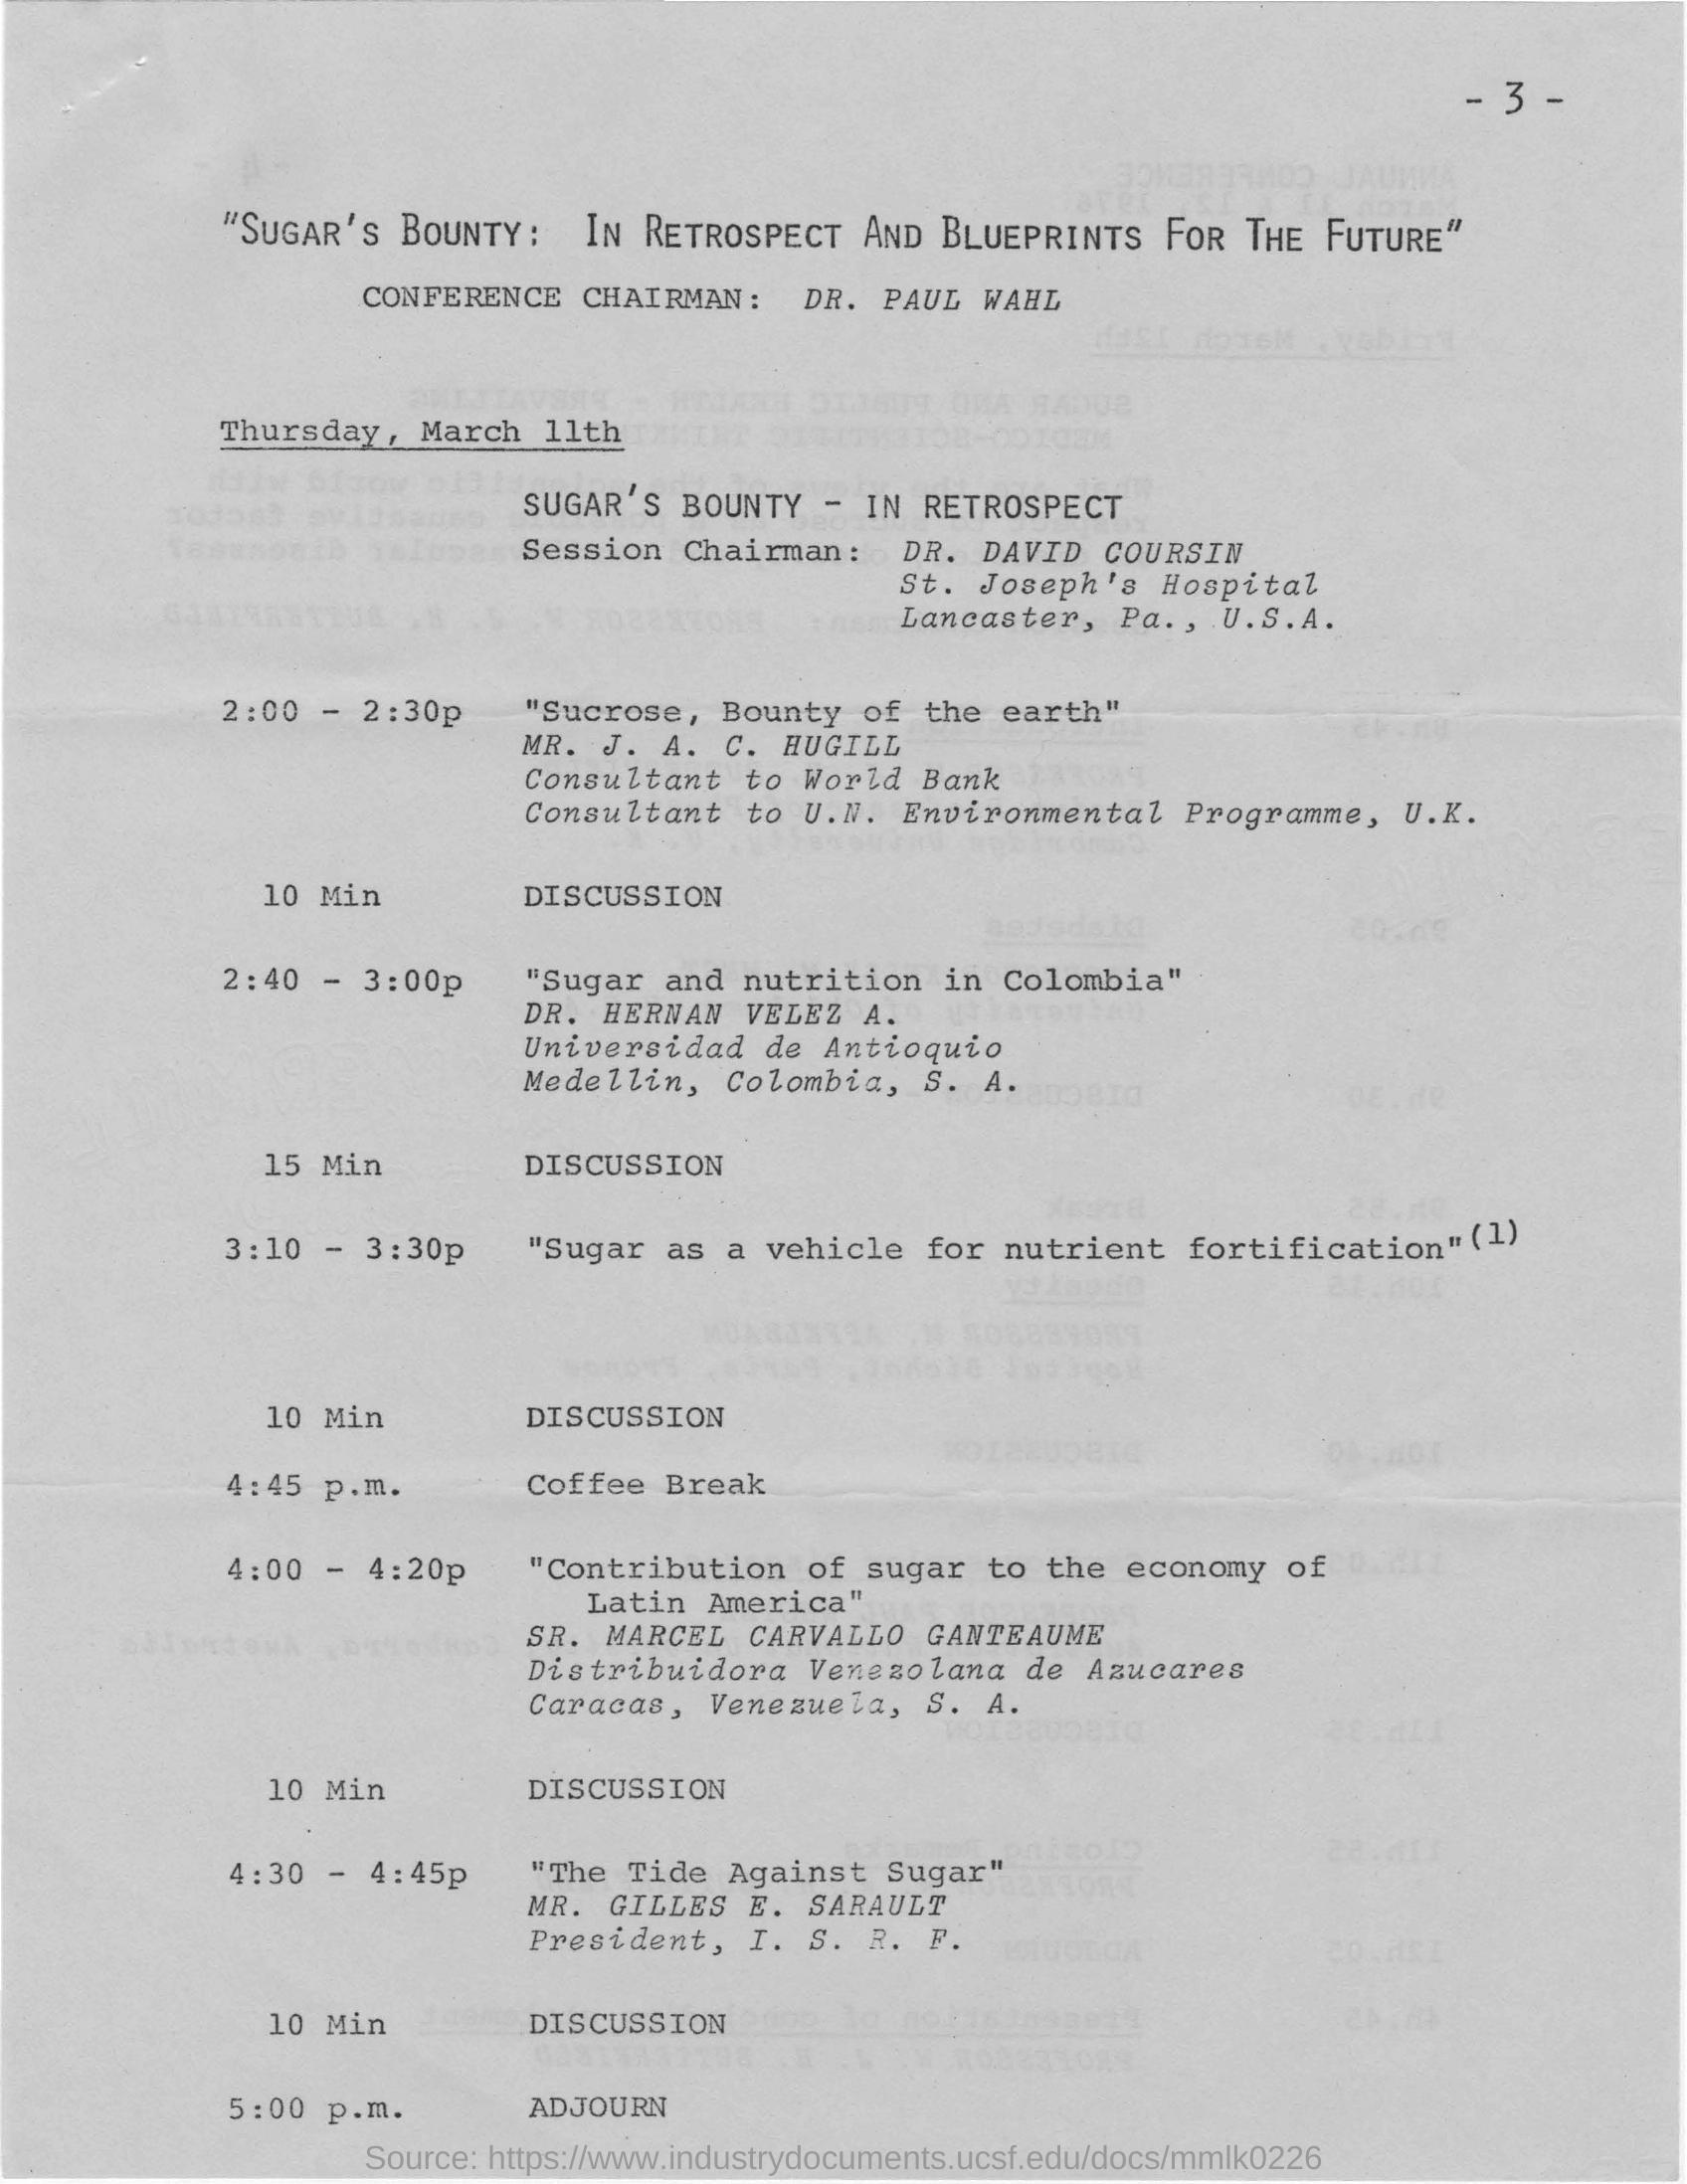 - 3 -
"SUGAR'S BOUNTY: IN RETROSPECT AND BLUEPRINTS FOR THE FUTURE"
CONFERENCE CHAIRMAN: DR. PAUL WAHL
Thursday, March 11th
SUGAR'S BOUNTY - IN RETROSPECT
Session Chairman: DR. DAVID COURSIN
St. Joseph's Hospital
Lancaster, Pa., U.S.A.
2:00 - 2:30p "Sucrose, Bounty of the earth"
MR. J. A. C. HUGILL
Consultant to World Bank
Consultant to U.N. Environmental Programme, U.K.
10 Min DISCUSSION
2:40 - 3:00p "Sugar and nutrition in Colombia"
DR. HERNAN VELEZ A.
Universidad de Antioquio
Medellin, Colombia, S. A.
15 Min DISCUSSION
3:10 - 3:30p "Sugar as a vehicle for nutrient fortification"(1)
10 Min DISCUSSION
4:45 p.m. Coffee Break
4:00 - 4:20p "Contribution of sugar to the economy of
Latin America"
SR. MARCEL CARVALLO GANTEAUME
Distribuidora Venezolana de Azucares
Caracas, Venezuela, S. A.
10 Min DISCUSSION
4:30 - 4:45p "The Tide Against Sugar"
MR. GILLES E. SARAULT
President, I. S. R. F.
10 Min DISCUSSION
5:00 p.m. ADJOURN
Source: https://www.industrydocuments.ucsf.edu/docs/mmlk0226